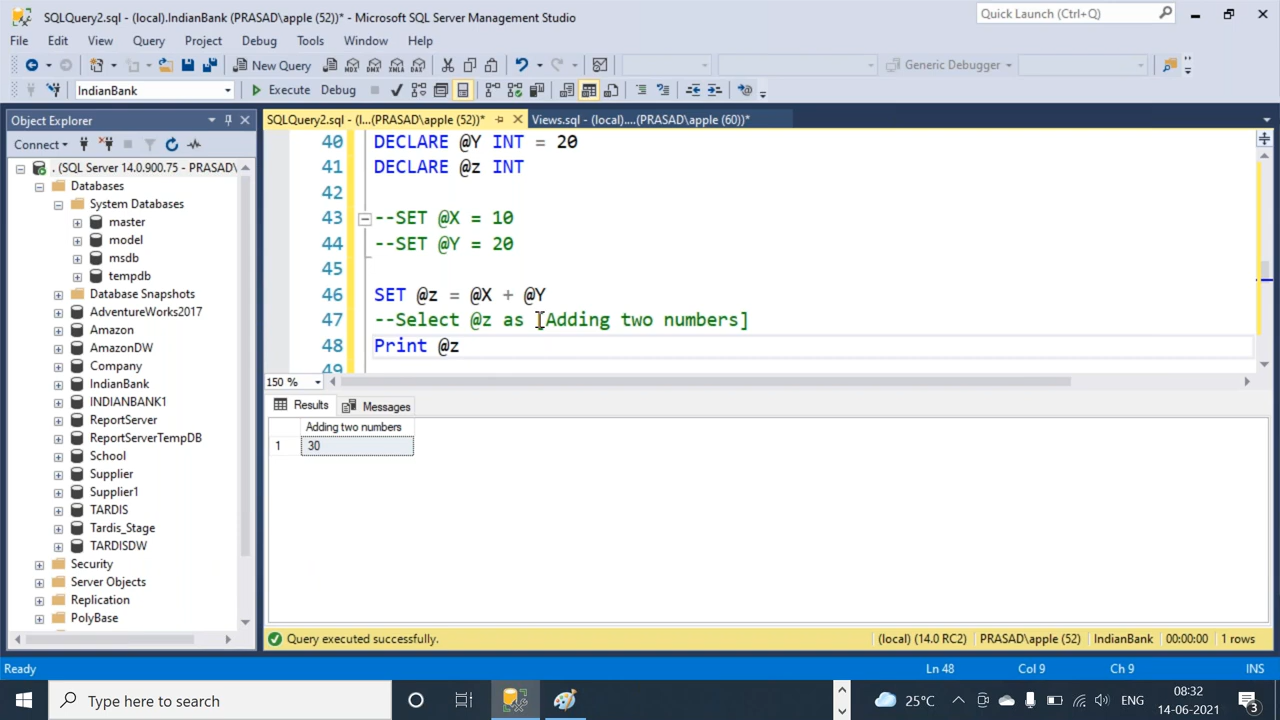 SQLQuery2.sql - (local).IndianBank (PRASAD\apple (52))* - Microsoft SQL Server Management Studio
Quick Launch (Ctrl+Q)
File Edit View Query Project Debug Tools Window Help
New Query
MDX DMX XMLA DAX
Generic Debugger
IndianBank
Execute Debug
Object Explorer
SQLQuery2.sql - (l...(PRASAD\apple (52))*
Views.sql - (local)....(PRASAD\apple (60))*
Connect
. (SQL Server 14.0.900.75 - PRASAD\
Databases
System Databases
master
model
msdb
tempdb
Database Snapshots
AdventureWorks2017
Amazon
AmazonDW
Company
IndianBank
INDIANBANK1
ReportServer
ReportServerTempDB
School
Supplier
Supplier1
TARDIS
Tardis_Stage
TARDISDW
Security
Server Objects
Replication
PolyBase
40 DECLARE @Y INT = 20
41 DECLARE @z INT
42
43 --SET @X = 10
44 --SET @Y = 20
45
46 SET @z = @X + @Y
47 --Select @z as [Adding two numbers]
48 Print @z
49
150 %
Results Messages
Adding two numbers
1 30
Query executed successfully.
(local) (14.0 RC2) PRASAD\apple (52) IndianBank 00:00:00 1 rows
Ready
Ln 48 Col 9 Ch 9 INS
Type here to search
25°C
ENG
08:32
14-06-2021
3